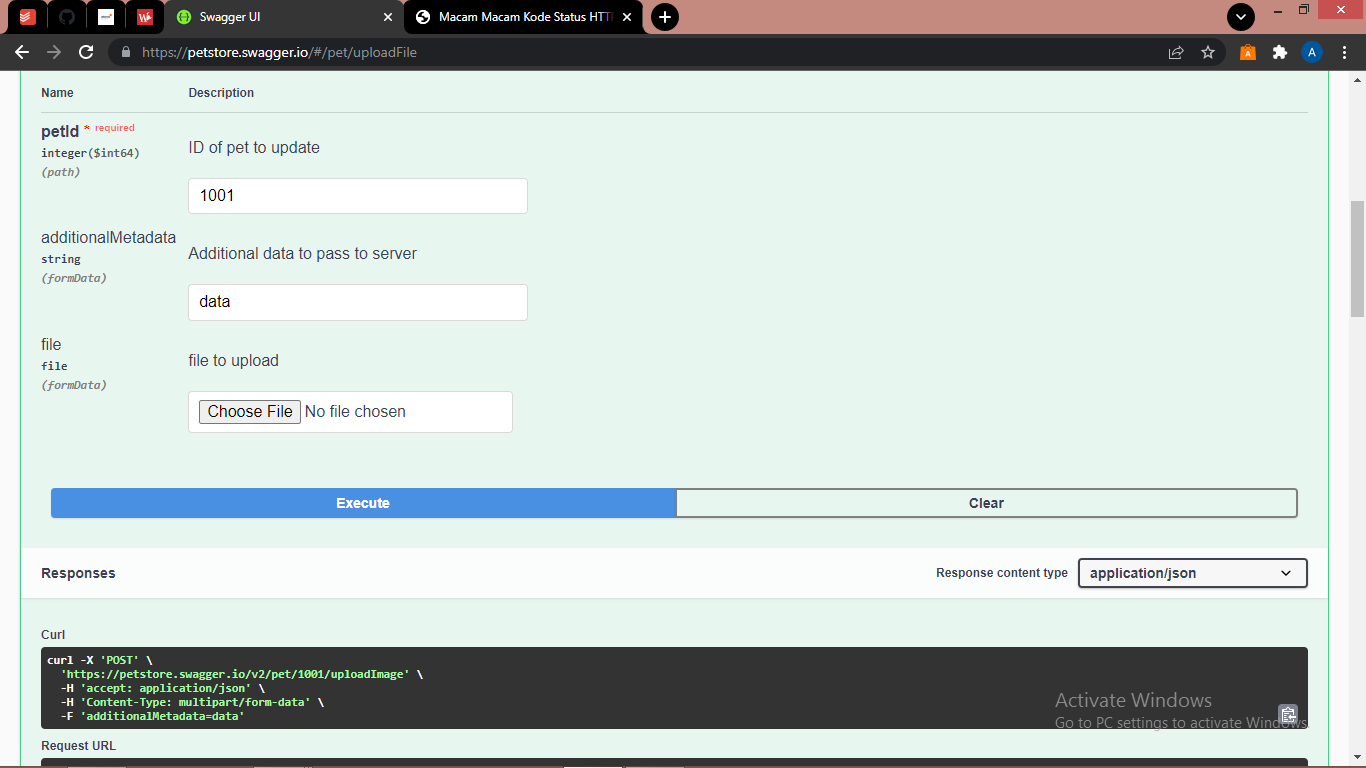 Swagger UI
Macam Macam Kode Status HTT
https://petstore.swagger.io/#/pet/uploadFile
A
Name Description
petId * required
integer($int64)
(path)
ID of pet to update
1001
additionalMetadata
string
(formData)
Additional data to pass to server
data
file
file
(formData)
file to upload
Choose File No file chosen
Execute Clear
Responses Response content type application/json
Curl
curl -X 'POST' \
'https://petstore.swagger.io/v2/pet/1001/uploadImage' \
-H 'accept: application/json' \
-H 'Content-Type: multipart/form-data' \
-F 'additionalMetadata=data'
Activate Windows
Go to PC settings to activate Windows.
Request URL